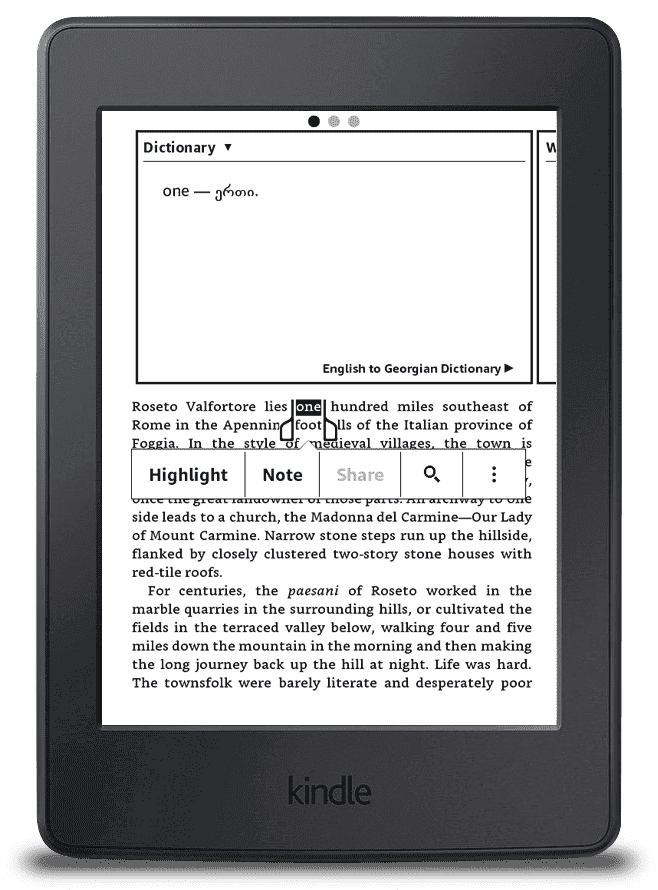 Dictionary ▼
W
one — ერთი.
English to Georgian Dictionary ▶
Roseto Valfortore lies one hundred miles southeast of
Rome in the Apennin foot lls of the Italian province of
Foggia. In the style of medieval villages, the town is
Highlight Note Share
once the great landowner of those parts. An archway to one
side leads to a church, the Madonna del Carmine—Our Lady
of Mount Carmine. Narrow stone steps run up the hillside,
flanked by closely clustered two-story stone houses with
red-tile roofs.
For centuries, the paesani of Roseto worked in the
marble quarries in the surrounding hills, or cultivated the
fields in the terraced valley below, walking four and five
miles down the mountain in the morning and then making
the long journey back up the hill at night. Life was hard.
The townsfolk were barely literate and desperately poor
kindle